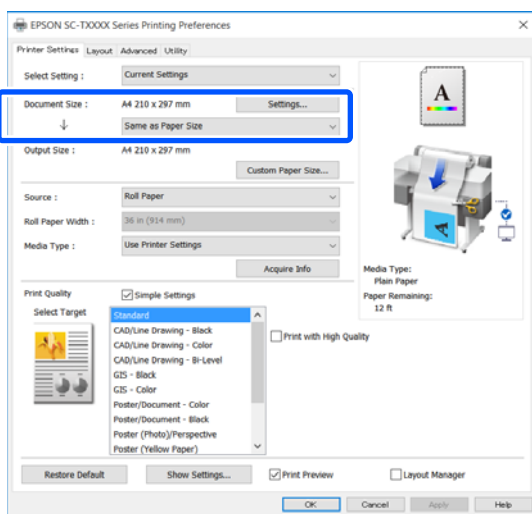 EPSON SC-TXXXX Series Printing Preferences
Printer Settings Layout Advanced Utility
Select Setting : Current Settings
Document Size : A4 210 x 297 mm Settings...
↓ Same as Paper Size
Output Size : A4 210 x 297 mm
Custom Paper Size...
Source : Roll Paper
Roll Paper Width : 36 in (914 mm)
Media Type : Use Printer Settings
Acquire Info
A
Media Type:
Plain Paper
Paper Remaining:
12 ft
Print Quality Simple Settings
Select Target
Standard
CAD/Line Drawing - Black
CAD/Line Drawing - Color
CAD/Line Drawing - Bi-Level
GIS - Black
GIS - Color
Poster/Document - Color
Poster/Document - Black
Poster (Photo)/Perspective
Poster (Yellow Paper)
Print with High Quality
Restore Default Show Settings... Print Preview Layout Manager
OK Cancel Apply Help